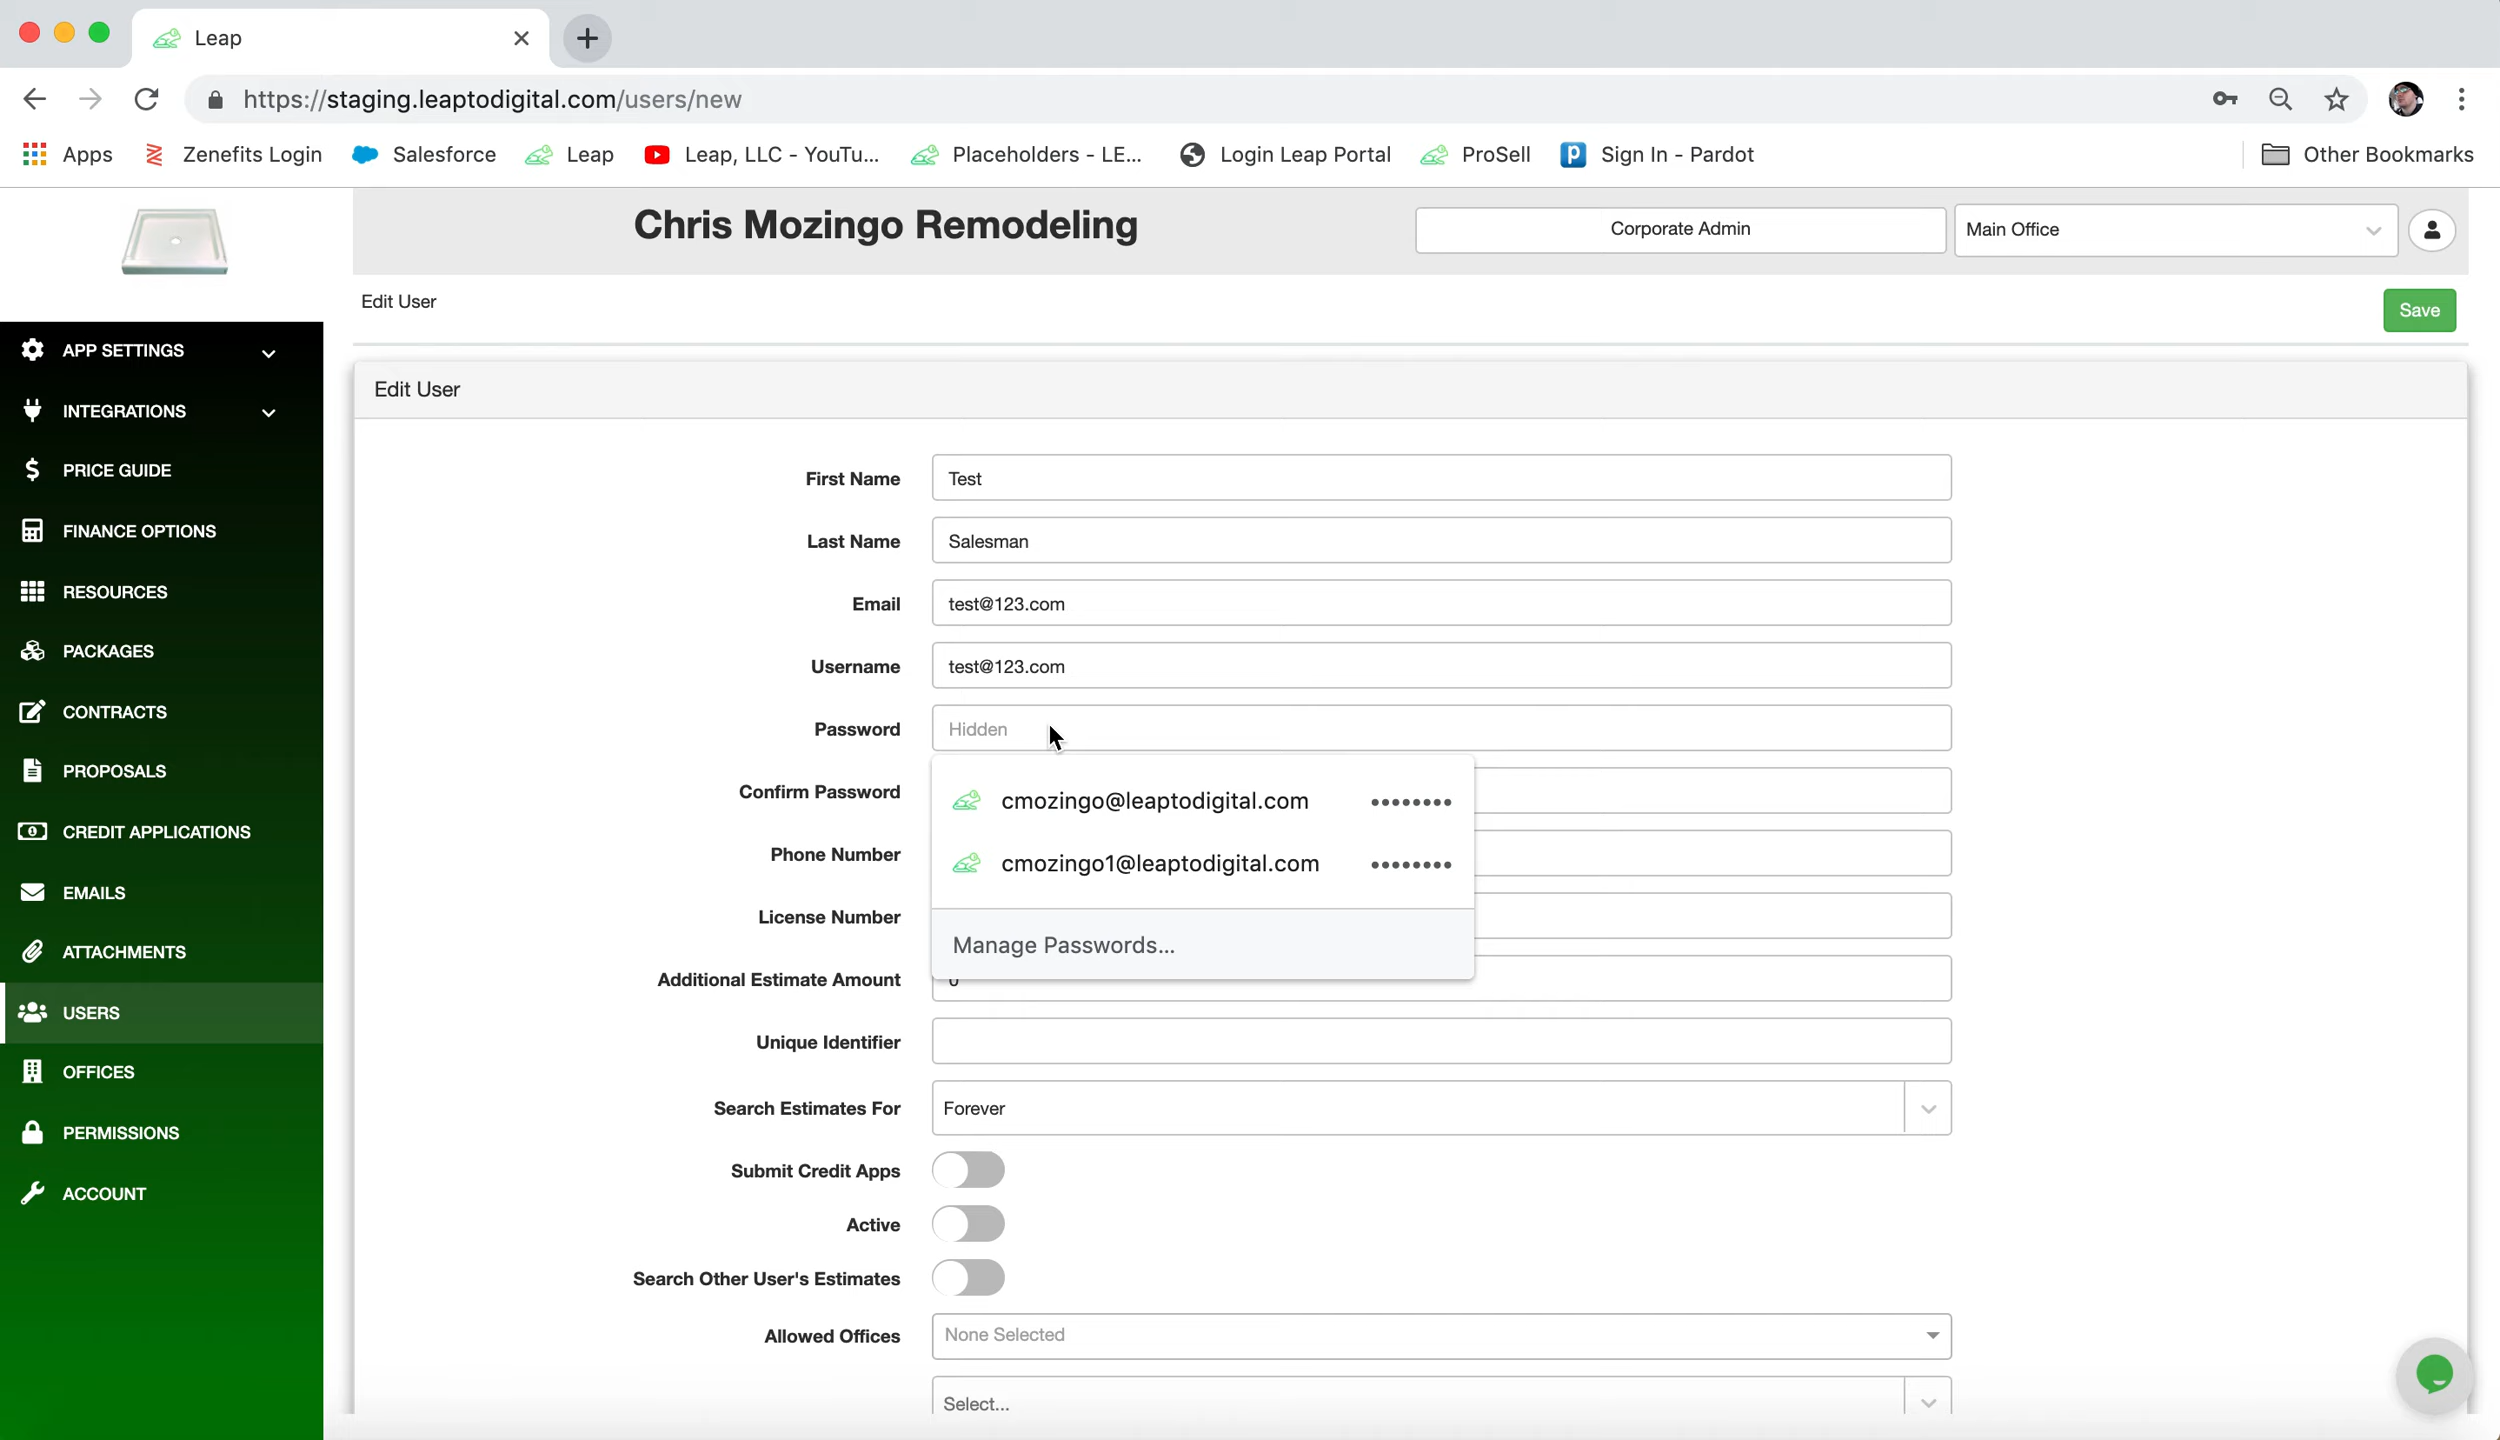 Leap
https://staging.leaptodigital.com/users/new
Apps
Zenefits Login
Salesforce
Leap
Leap, LLC - YouTu...
Placeholders - LE...
Login Leap Portal
ProSell
Sign In - Pardot
Other Bookmarks
Chris Mozingo Remodeling
Corporate Admin
Main Office
Edit User
Save
APP SETTINGS
INTEGRATIONS
PRICE GUIDE
FINANCE OPTIONS
RESOURCES
PACKAGES
CONTRACTS
PROPOSALS
CREDIT APPLICATIONS
EMAILS
ATTACHMENTS
USERS
OFFICES
PERMISSIONS
ACCOUNT
Edit User
First Name Test
Last Name Salesman
Email test@123.com
Username test@123.com
Password Hidden
Confirm Password
cmozingo@leaptodigital.com ••••••••
Phone Number
cmozingo1@leaptodigital.com ••••••••
License Number
Manage Passwords...
Additional Estimate Amount 0
Unique Identifier
Search Estimates For Forever
Submit Credit Apps
Active
Search Other User's Estimates
Allowed Offices None Selected
Select...